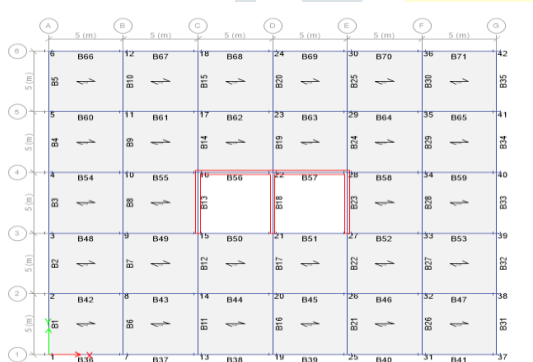 A B C D E F G
5 (m) 5 (m) 5 (m) 5 (m) 5 (m) 5 (m)
6 6 B66 12 B67 18 B68 24 B69 30 B70 36 B71 42
5 (m) B5 B10 B15 B20 B25 B30 B35
5 5 B60 11 B61 17 B62 23 B63 29 B64 35 B65 41
5 (m) B4 B9 B14 B19 B24 B29 B34
4 4 B54 10 B55 16 B56 22 B57 28 B58 34 B59 40
5 (m) B3 B8 B13 B18 B23 B28 B33
3 3 B48 9 B49 15 B50 21 B51 27 B52 33 B53 39
5 (m) B2 B7 B12 B17 B22 B27 B32
2 2 B42 8 B43 14 B44 20 B45 26 B46 32 B47 38
5 (m) B1 B6 B11 B16 B21 B26 B31
Y
1 1 B36 X 7 B37 13 B38 19 B39 25 B40 31 B41 37